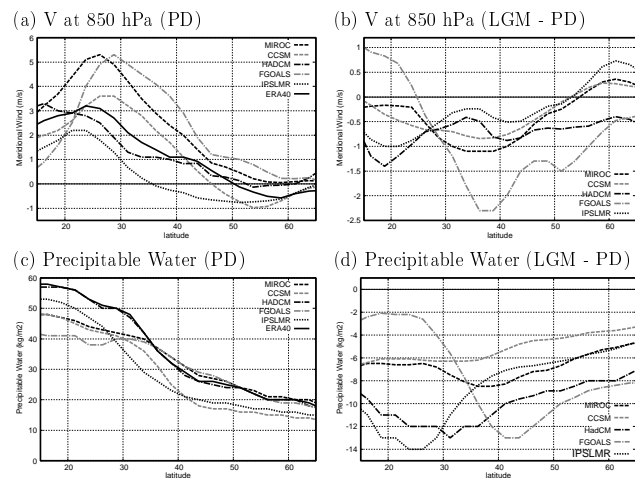 (a) V at 850 hPa (PD)
Meridional Wind (m/s)
6
5
4
3
2
1
0
-1
20
30
40
50
60
latitude
MIROC
CCSM
HADCM
FGOALS
IPSLMR
ERA40
(b) V at 850 hPa (LGM - PD)
Meridional Wind (m/s)
1
0.5
0
-0.5
-1
-1.5
-2
-2.5
20
30
40
50
60
latitude
MIROC
CCSM
HADCM
FGOALS
IPSLMR
(c) Precipitable Water (PD)
Precipitable Water (kg/m2)
60
50
40
30
20
10
0
20
30
40
50
60
latitude
MIROC
CCSM
HADCM
FGOALS
IPSLMR
ERA40
(d) Precipitable Water (LGM - PD)
Precipitable Water (kg/m2)
0
-2
-4
-6
-8
-10
-12
-14
20
30
40
50
60
latitude
MIROC
CCSM
HadCM
FGOALS
IPSLMR